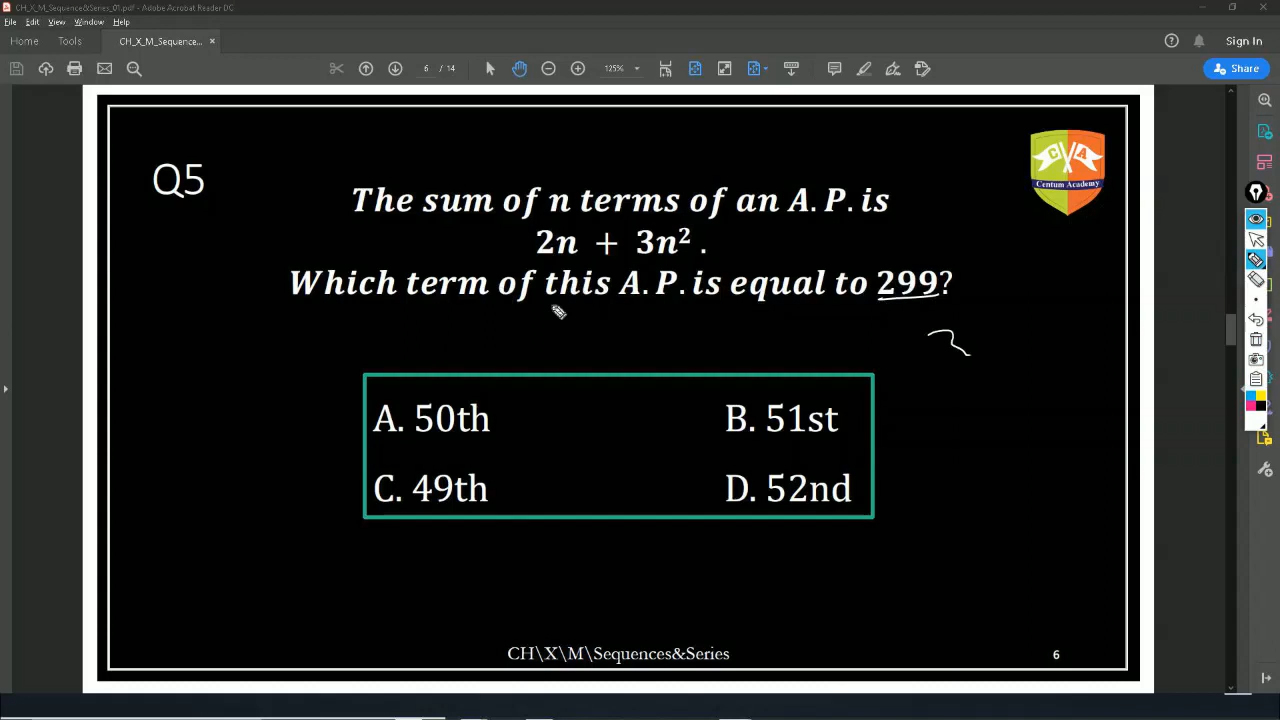 CH_X_M_Sequence&Series_01.pdf - Adobe Acrobat Reader DC
File Edit View Window Help
Home Tools CH_X_M_Sequence... × Sign In
6 / 14 125% Share
Q5
The sum of n terms of an A.P. is
2n + 3n² .
Which term of this A.P. is equal to 299?
C A
Centum Academy
A. 50th B. 51st
C. 49th D. 52nd
CH\X\M\Sequences&Series 6